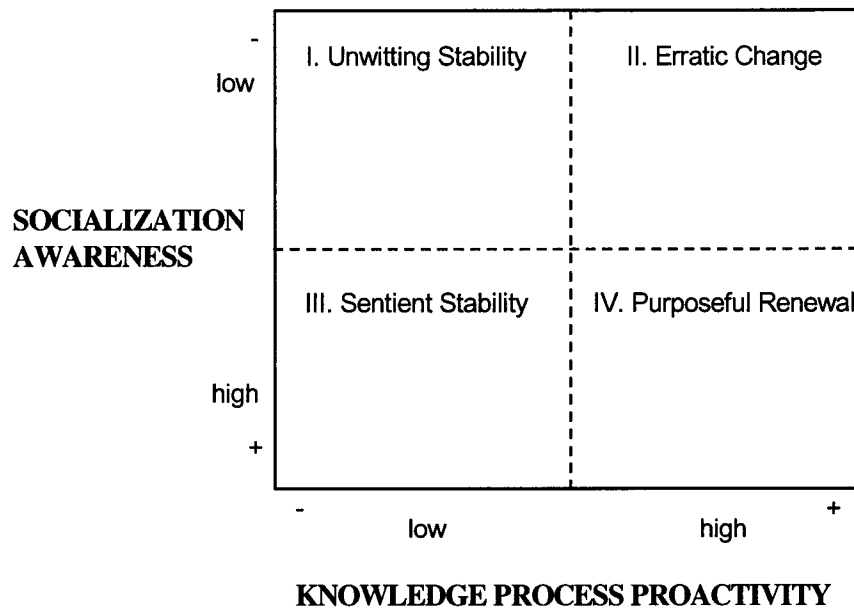 -
low
I. Unwitting Stability
II. Erratic Change
SOCIALIZATION
AWARENESS
III. Sentient Stability
IV. Purposeful Renewal
high
+
-
low
high
+
KNOWLEDGE PROCESS PROACTIVITY